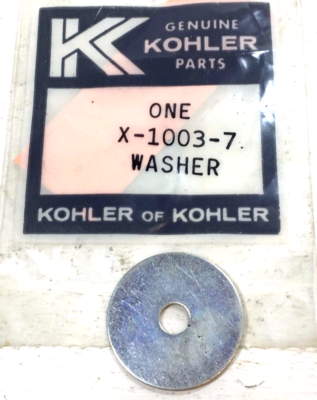 GENUINE
KOHLER
PARTS
ONE
X-1003-7
WASHER
KOHLER OF KOHLER